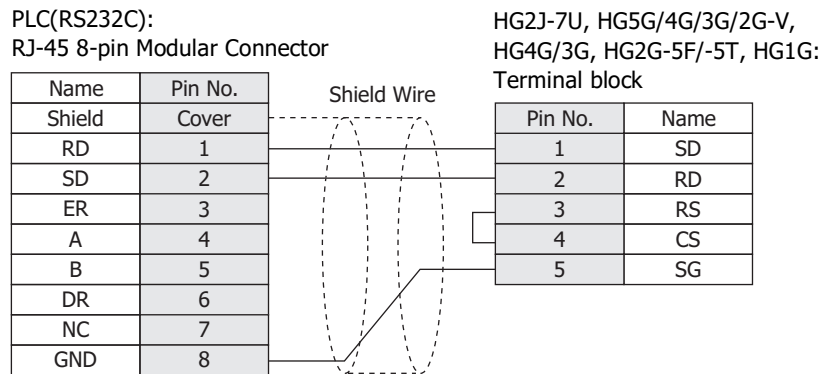 PLC(RS232C):
RJ-45 8-pin Modular Connector
HG2J-7U, HG5G/4G/3G/2G-V,
HG4G/3G, HG2G-5F/-5T, HG1G:
Terminal block
Shield Wire
Name Pin No.
Shield Cover
RD 1
SD 2
ER 3
A 4
B 5
DR 6
NC 7
GND 8
Pin No. Name
1 SD
2 RD
3 RS
4 CS
5 SG